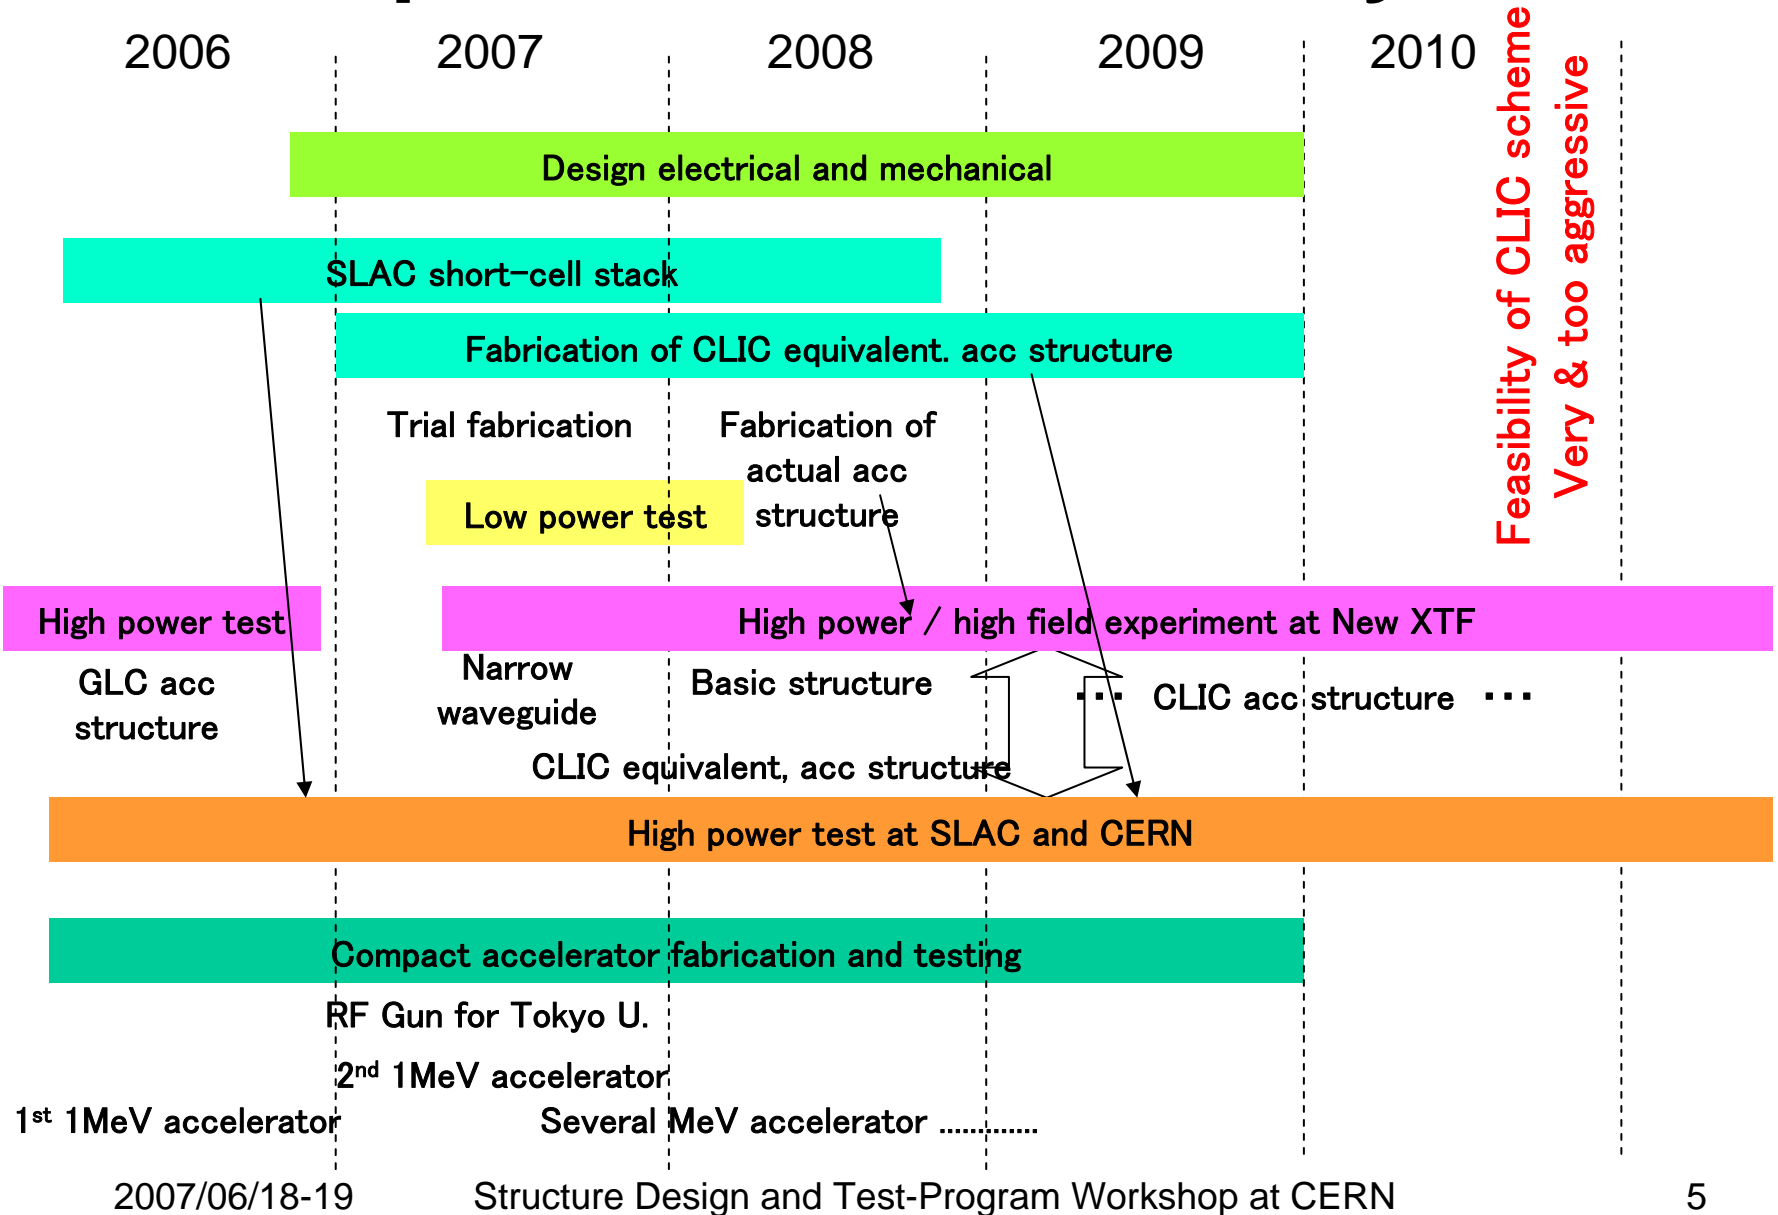 2006 2007 2008 2009 2010
Feasibility of CLIC scheme
Very & too aggressive
Design electrical and mechanical
SLAC short-cell stack
Fabrication of CLIC equivalent. acc structure
Trial fabrication
Fabrication of
actual acc
structure
Low power test
High power test
High power / high field experiment at New XTF
GLC acc
structure
Narrow
waveguide
Basic structure
... CLIC acc structure ...
CLIC equivalent, acc structure
High power test at SLAC and CERN
Compact accelerator fabrication and testing
RF Gun for Tokyo U.
2nd 1MeV accelerator
1st 1MeV accelerator
Several MeV accelerator .............
2007/06/18-19
Structure Design and Test-Program Workshop at CERN
5